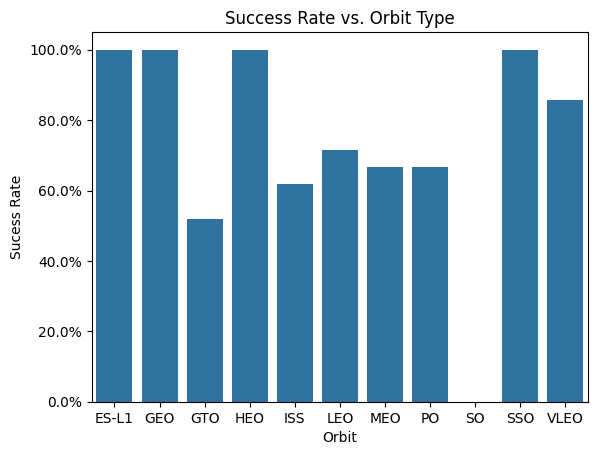 Success Rate vs. Orbit Type
100.0%
80.0%
60.0%
40.0%
20.0%
0.0%
Sucess Rate
ES-L1 GEO GTO HEO ISS LEO MEO PO SO SSO VLEO
Orbit